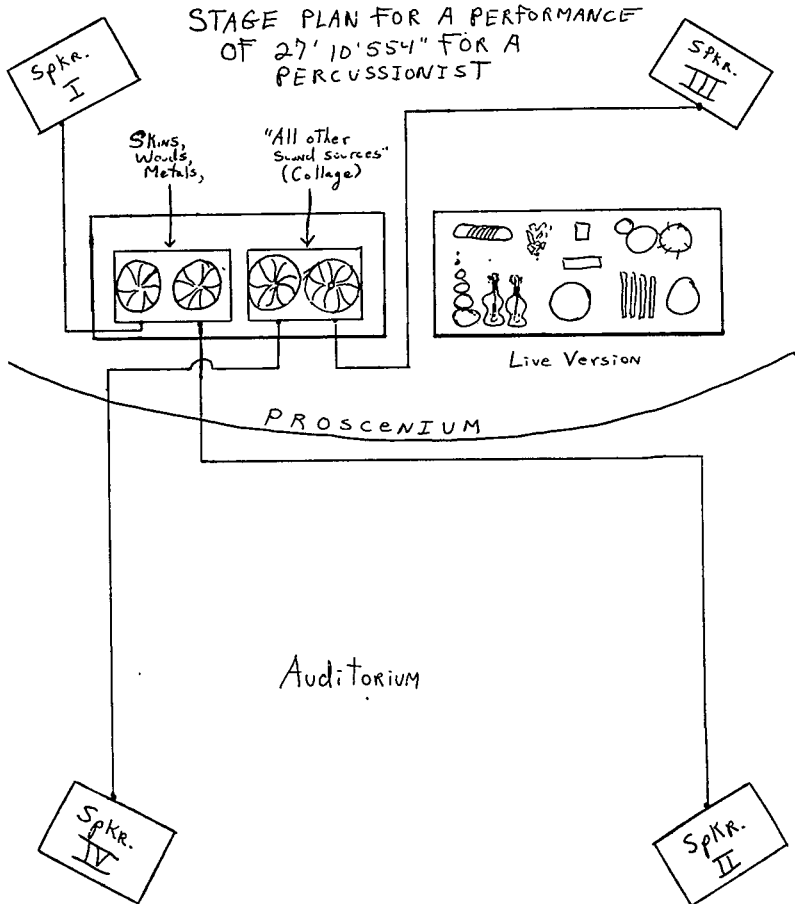 STAGE PLAN FOR A PERFORMANCE
OF 27' 10'554" FOR A
PERCUSSIONIST
Spkr.
I
Spkr.
III
Skins,
Woods,
Metals,
"All other
sound sources"
(Collage)
Live Version
PROSCENIUM
Auditorium
Spkr.
IV
Spkr.
II